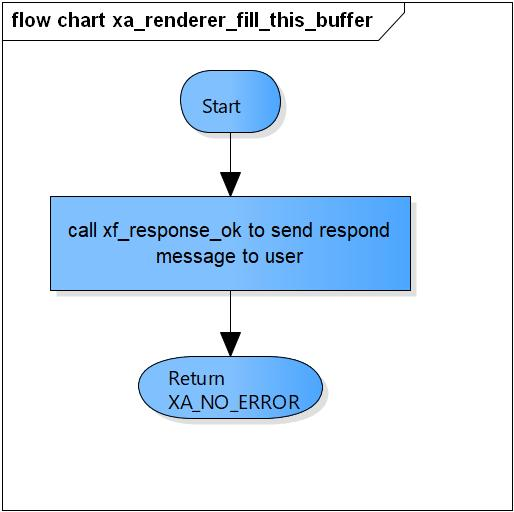 flow chart xa_renderer_fill_this_buffer
Start
call xf_response_ok to send respond
message to user
Return
XA_NO_ERROR